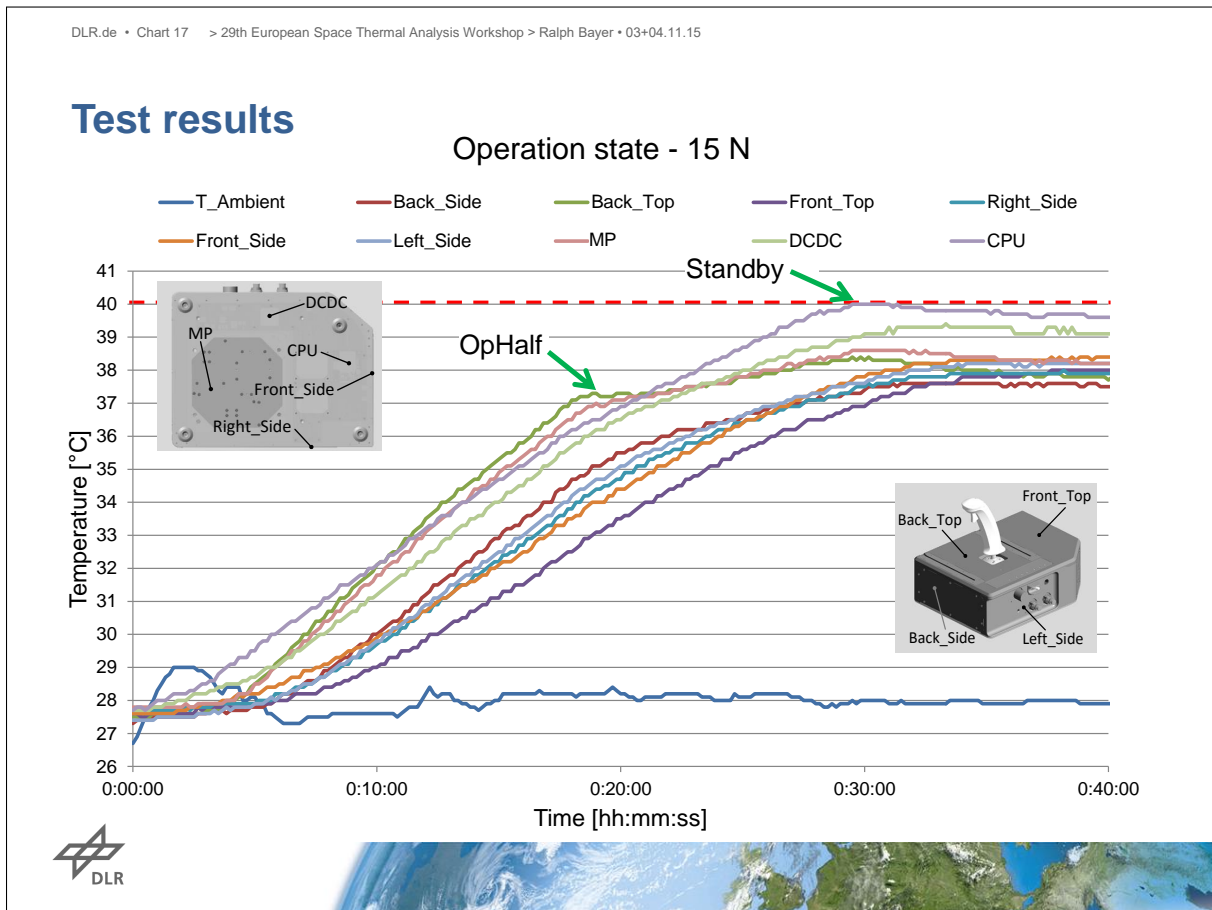 DLR.de • Chart 17 > 29th European Space Thermal Analysis Workshop > Ralph Bayer • 03+04.11.15
Test results
Operation state - 15 N
T_Ambient Back_Side Back_Top Front_Top Right_Side
Front_Side Left_Side MP DCDC CPU
Standby
OpHalf
DCDC
MP
CPU
Front_Side
Right_Side
Front_Top
Back_Top
Back_Side
Left_Side
Temperature [°C]
41
40
39
38
37
36
35
34
33
32
31
30
29
28
27
26
0:00:00 0:10:00 0:20:00 0:30:00 0:40:00
Time [hh:mm:ss]
DLR